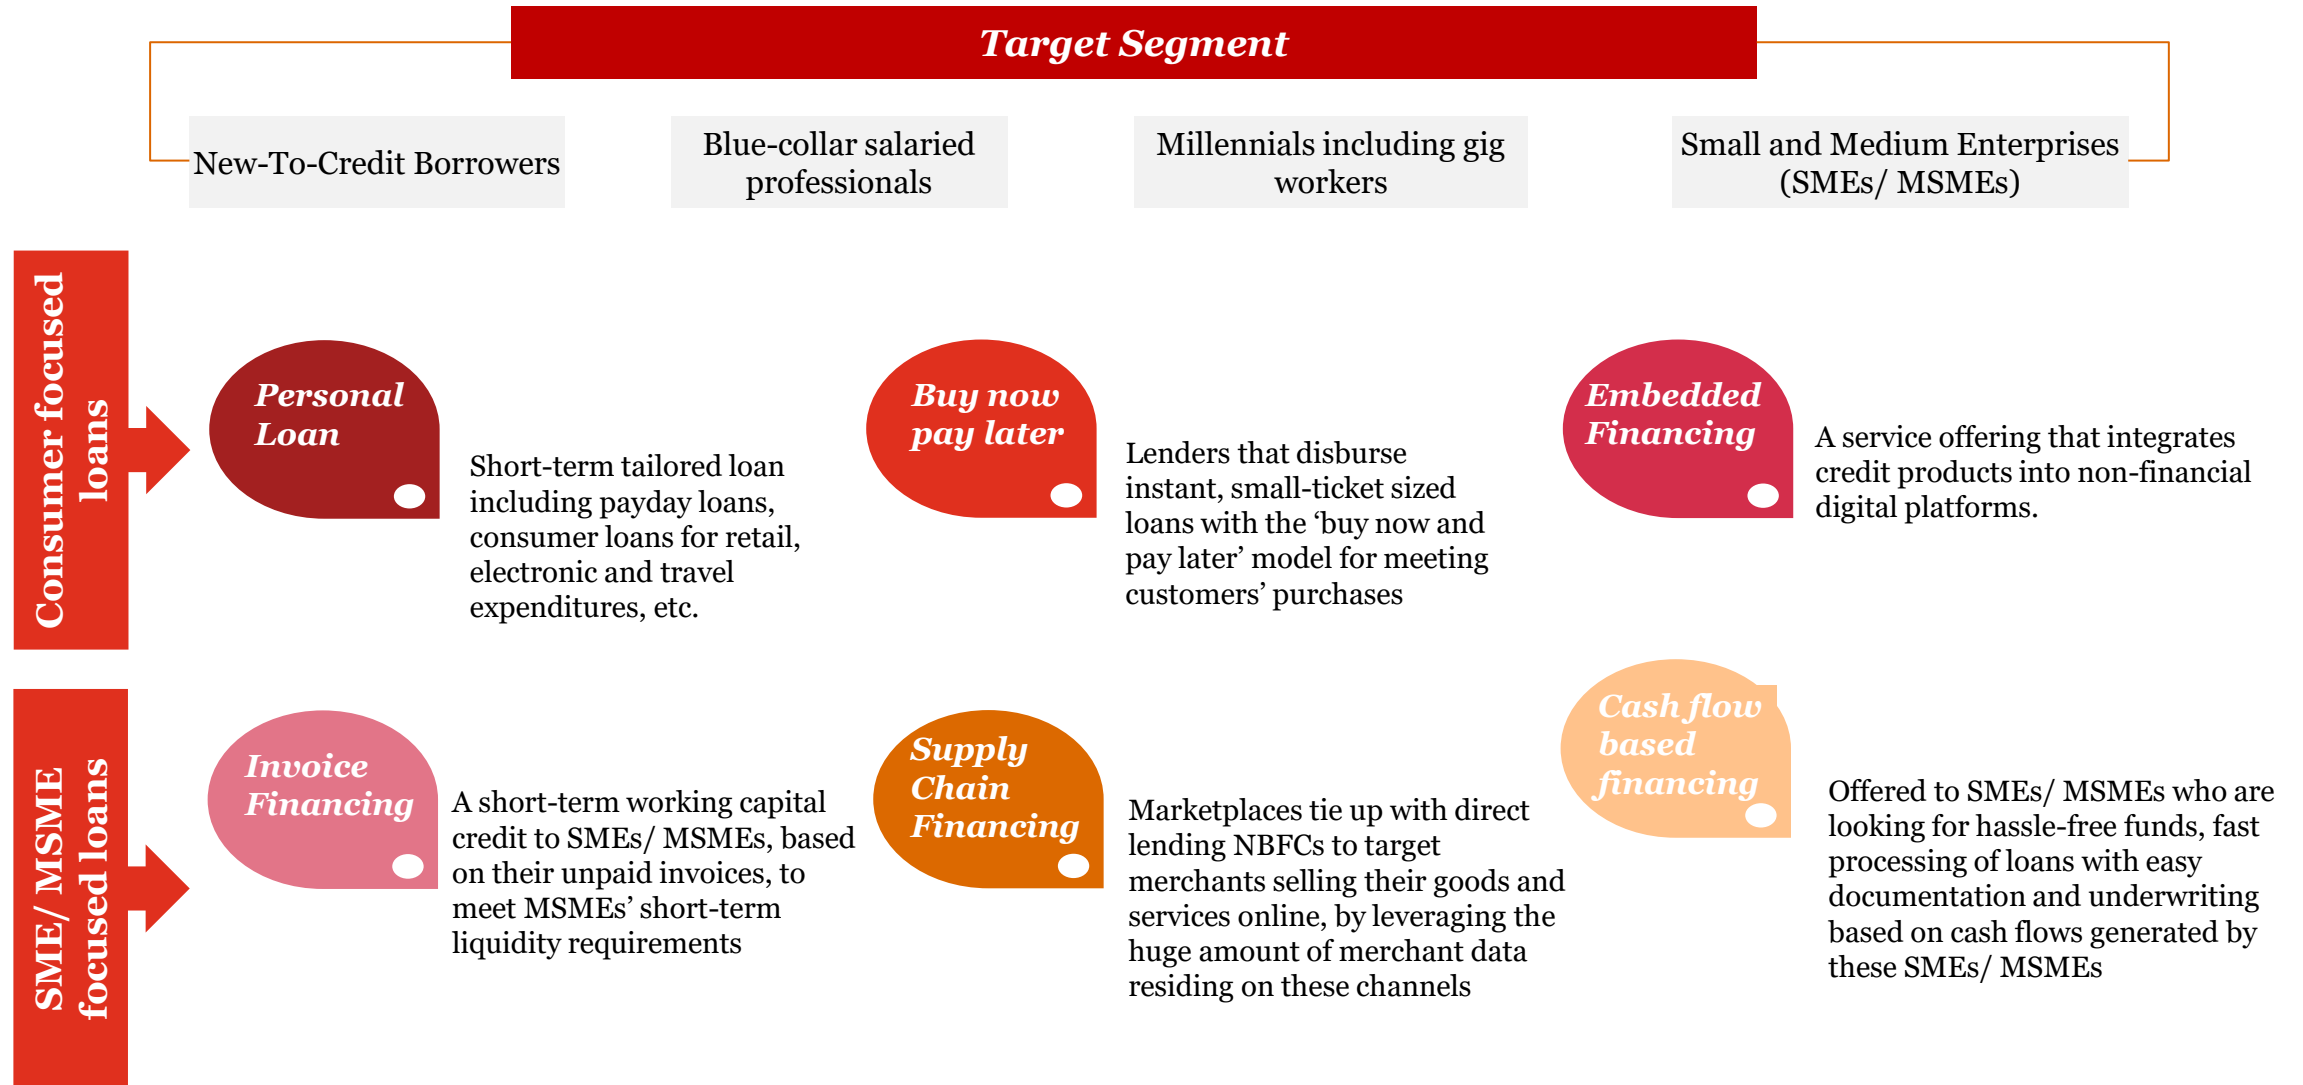 Target Segment
New-To-Credit Borrowers
Blue-collar salaried
professionals
Millennials including gig
workers
Small and Medium Enterprises
(SMEs/ MSMEs)
Consumer focused
loans
Personal
Loan
Short-term tailored loan
including payday loans,
consumer loans for retail,
electronic and travel
expenditures, etc.
Buy now
pay later
Lenders that disburse
instant, small-ticket sized
loans with the ‘buy now and
pay later’ model for meeting
customers’ purchases
Embedded
Financing
A service offering that integrates
credit products into non-financial
digital platforms.
SME/ MSME
focused loans
Invoice
Financing
A short-term working capital
credit to SMEs/ MSMEs, based
on their unpaid invoices, to
meet MSMEs’ short-term
liquidity requirements
Supply
Chain
Financing
Marketplaces tie up with direct
lending NBFCs to target
merchants selling their goods and
services online, by leveraging the
huge amount of merchant data
residing on these channels
Cash flow
based
financing
Offered to SMEs/ MSMEs who are
looking for hassle-free funds, fast
processing of loans with easy
documentation and underwriting
based on cash flows generated by
these SMEs/ MSMEs